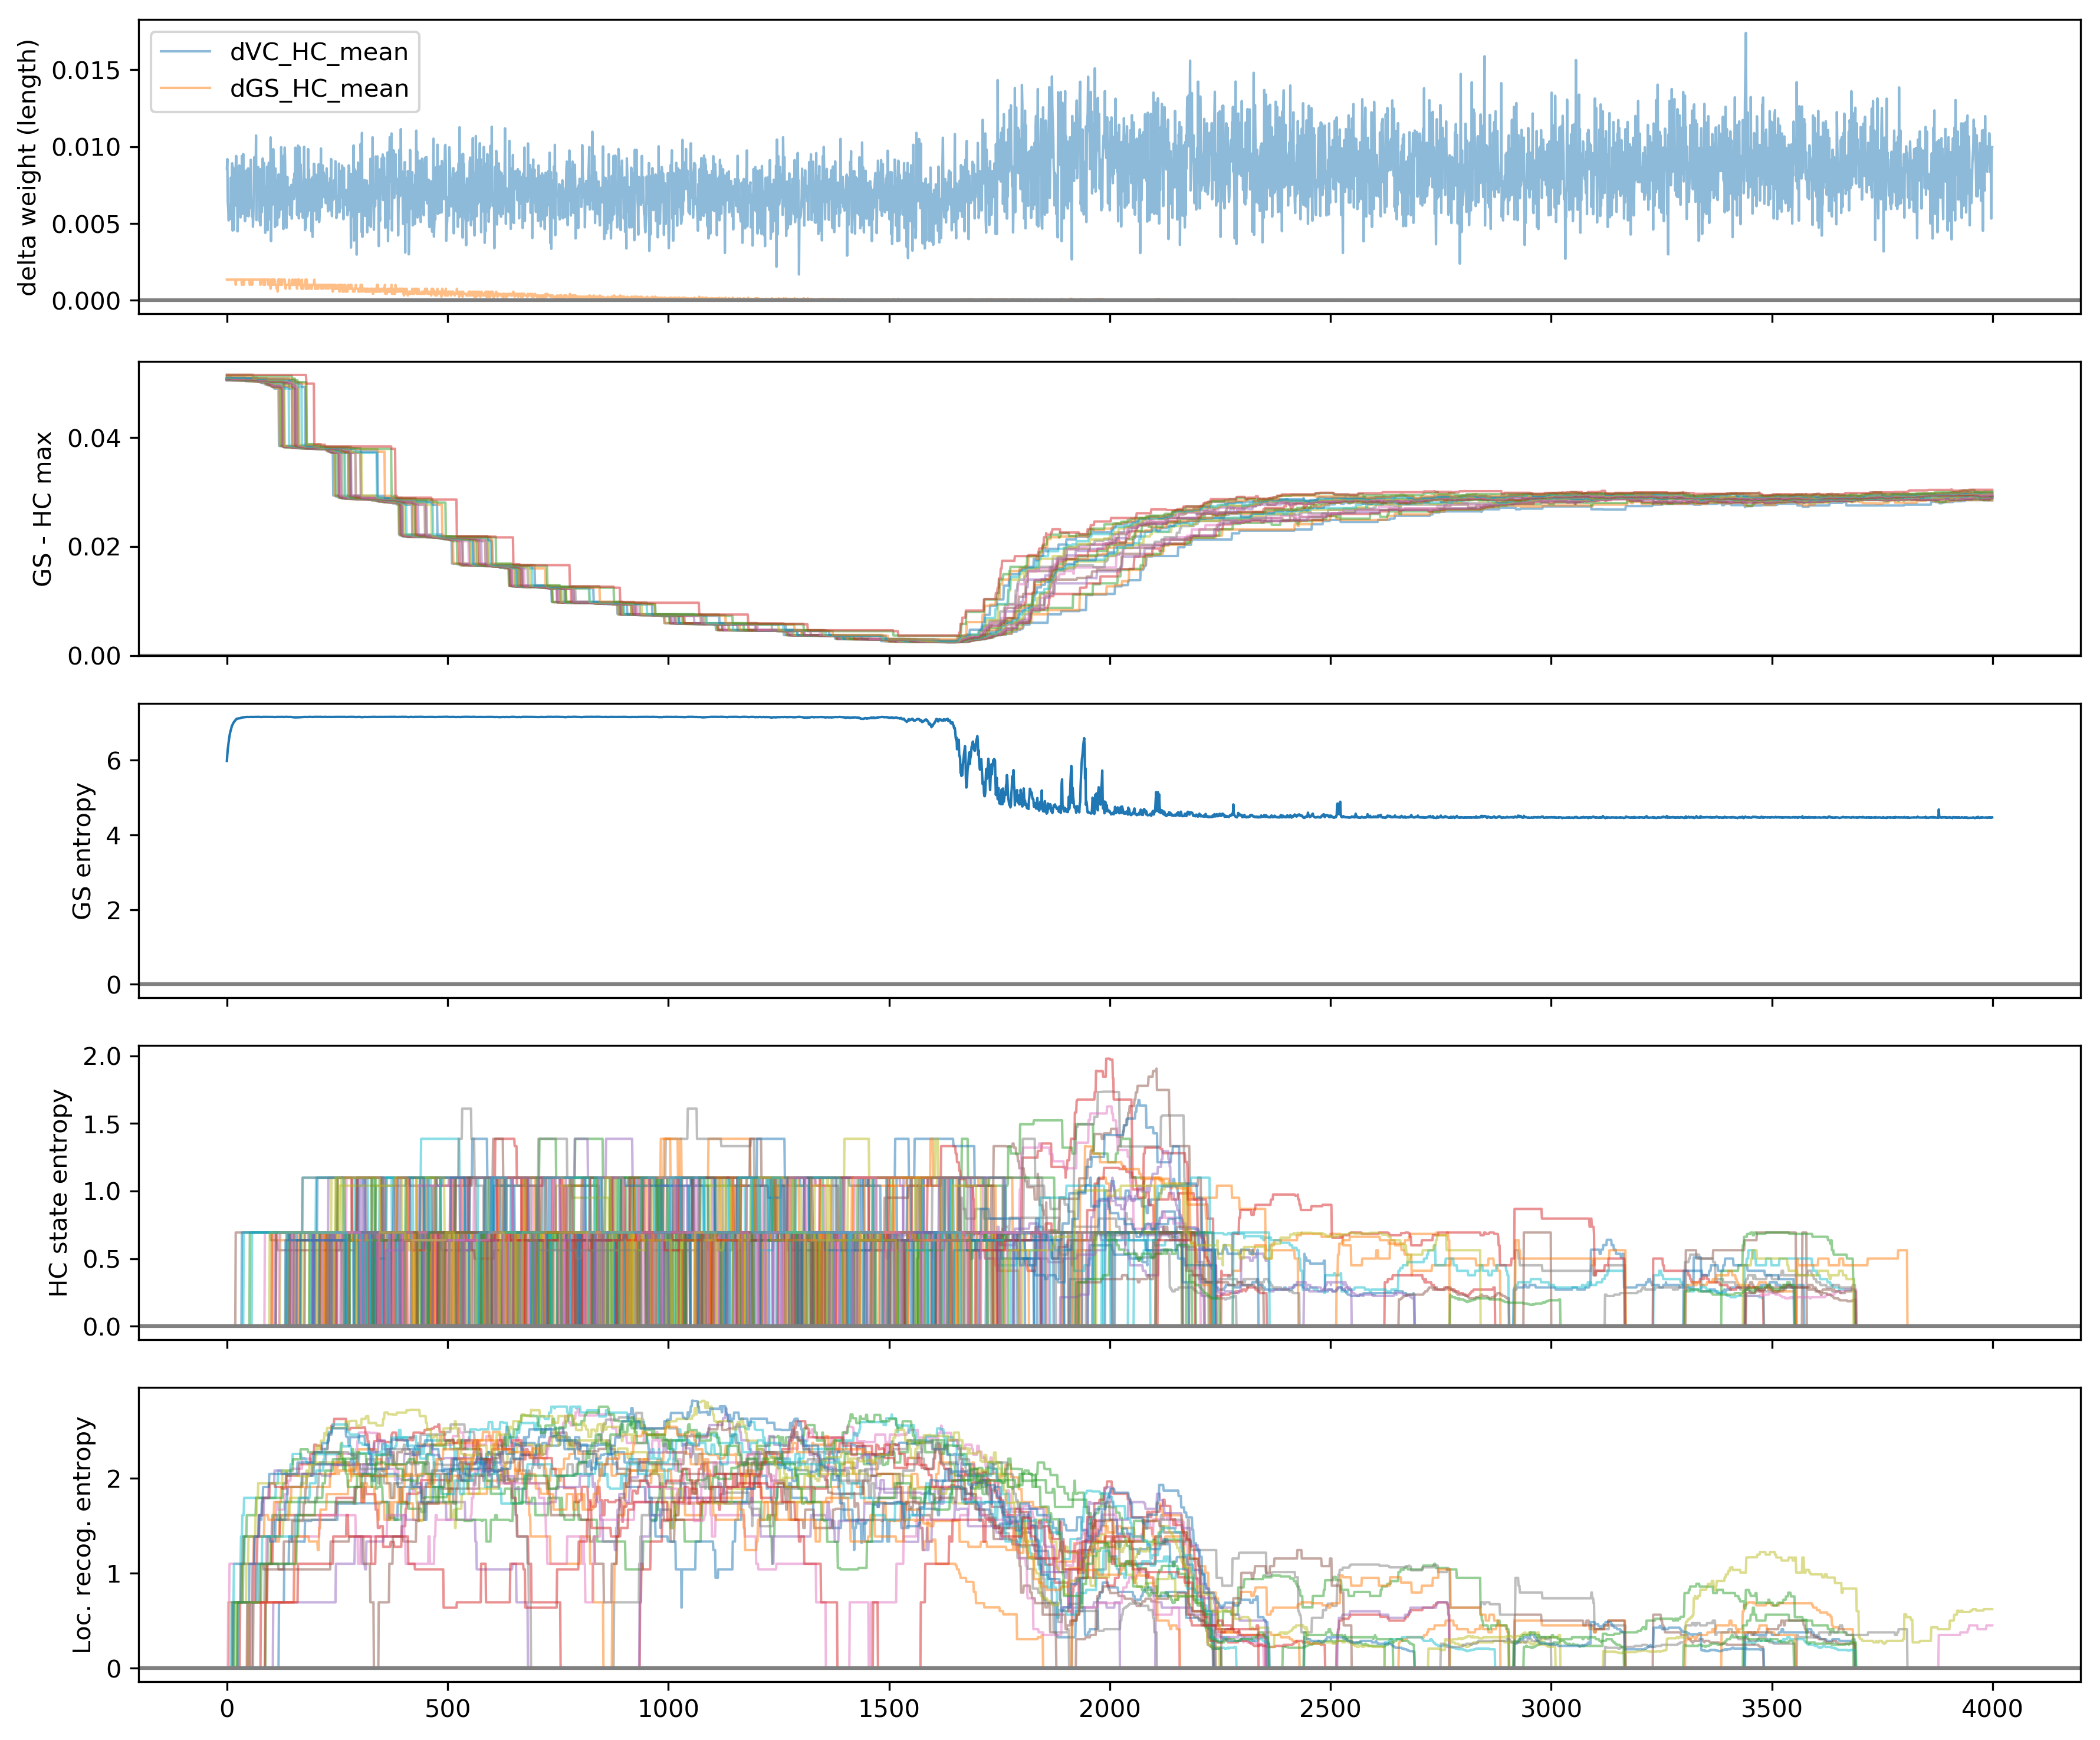 delta weight (length)
0.015
0.010
0.005
0.000
dVC_HC_mean
dGS_HC_mean
GS - HC max
0.04
0.02
0.00
GS entropy
6
4
2
0
HC state entropy
2.0
1.5
1.0
0.5
0.0
Loc. recog. entropy
2
1
0
0 500 1000 1500 2000 2500 3000 3500 4000